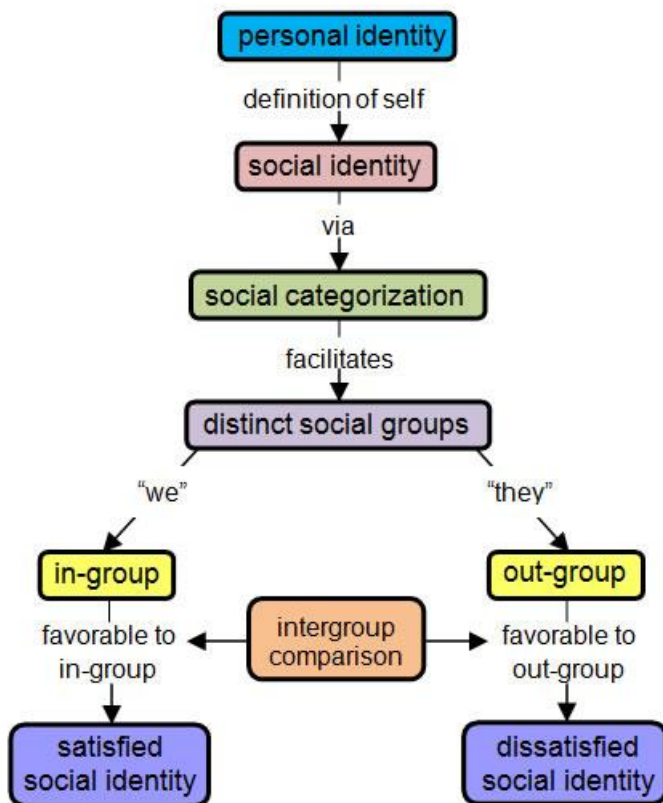 personal identity
definition of self
social identity
via
social categorization
facilitates
distinct social groups
“we”
“they”
in-group
out-group
favorable to
in-group
intergroup
comparison
favorable to
out-group
satisfied
social identity
dissatisfied
social identity